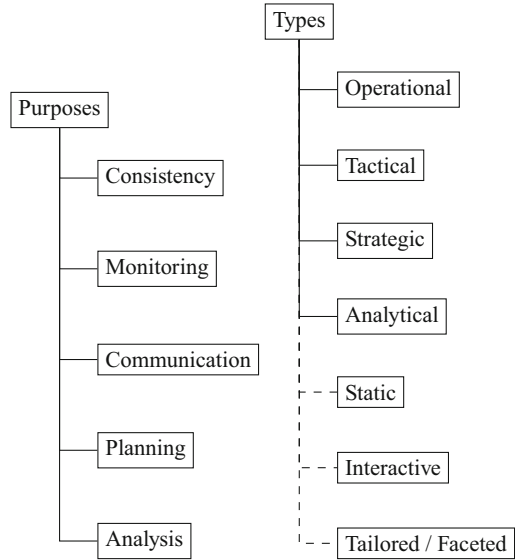 Purposes
Consistency
Monitoring
Communication
Planning
Analysis
Types
Operational
Tactical
Strategic
Analytical
Static
Interactive
Tailored / Faceted